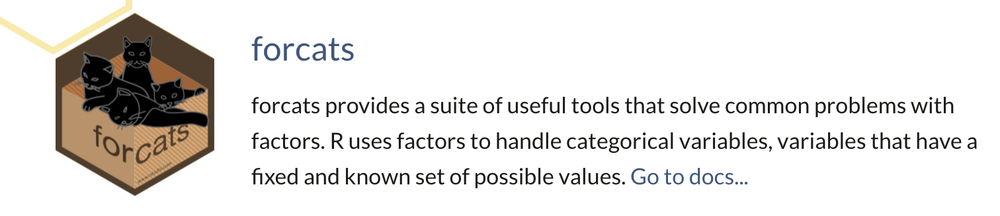 forcats
forcats
www.rstudio.com
forcats provides a suite of useful tools that solve common problems with
factors. R uses factors to handle categorical variables, variables that have a
fixed and known set of possible values. Go to docs...